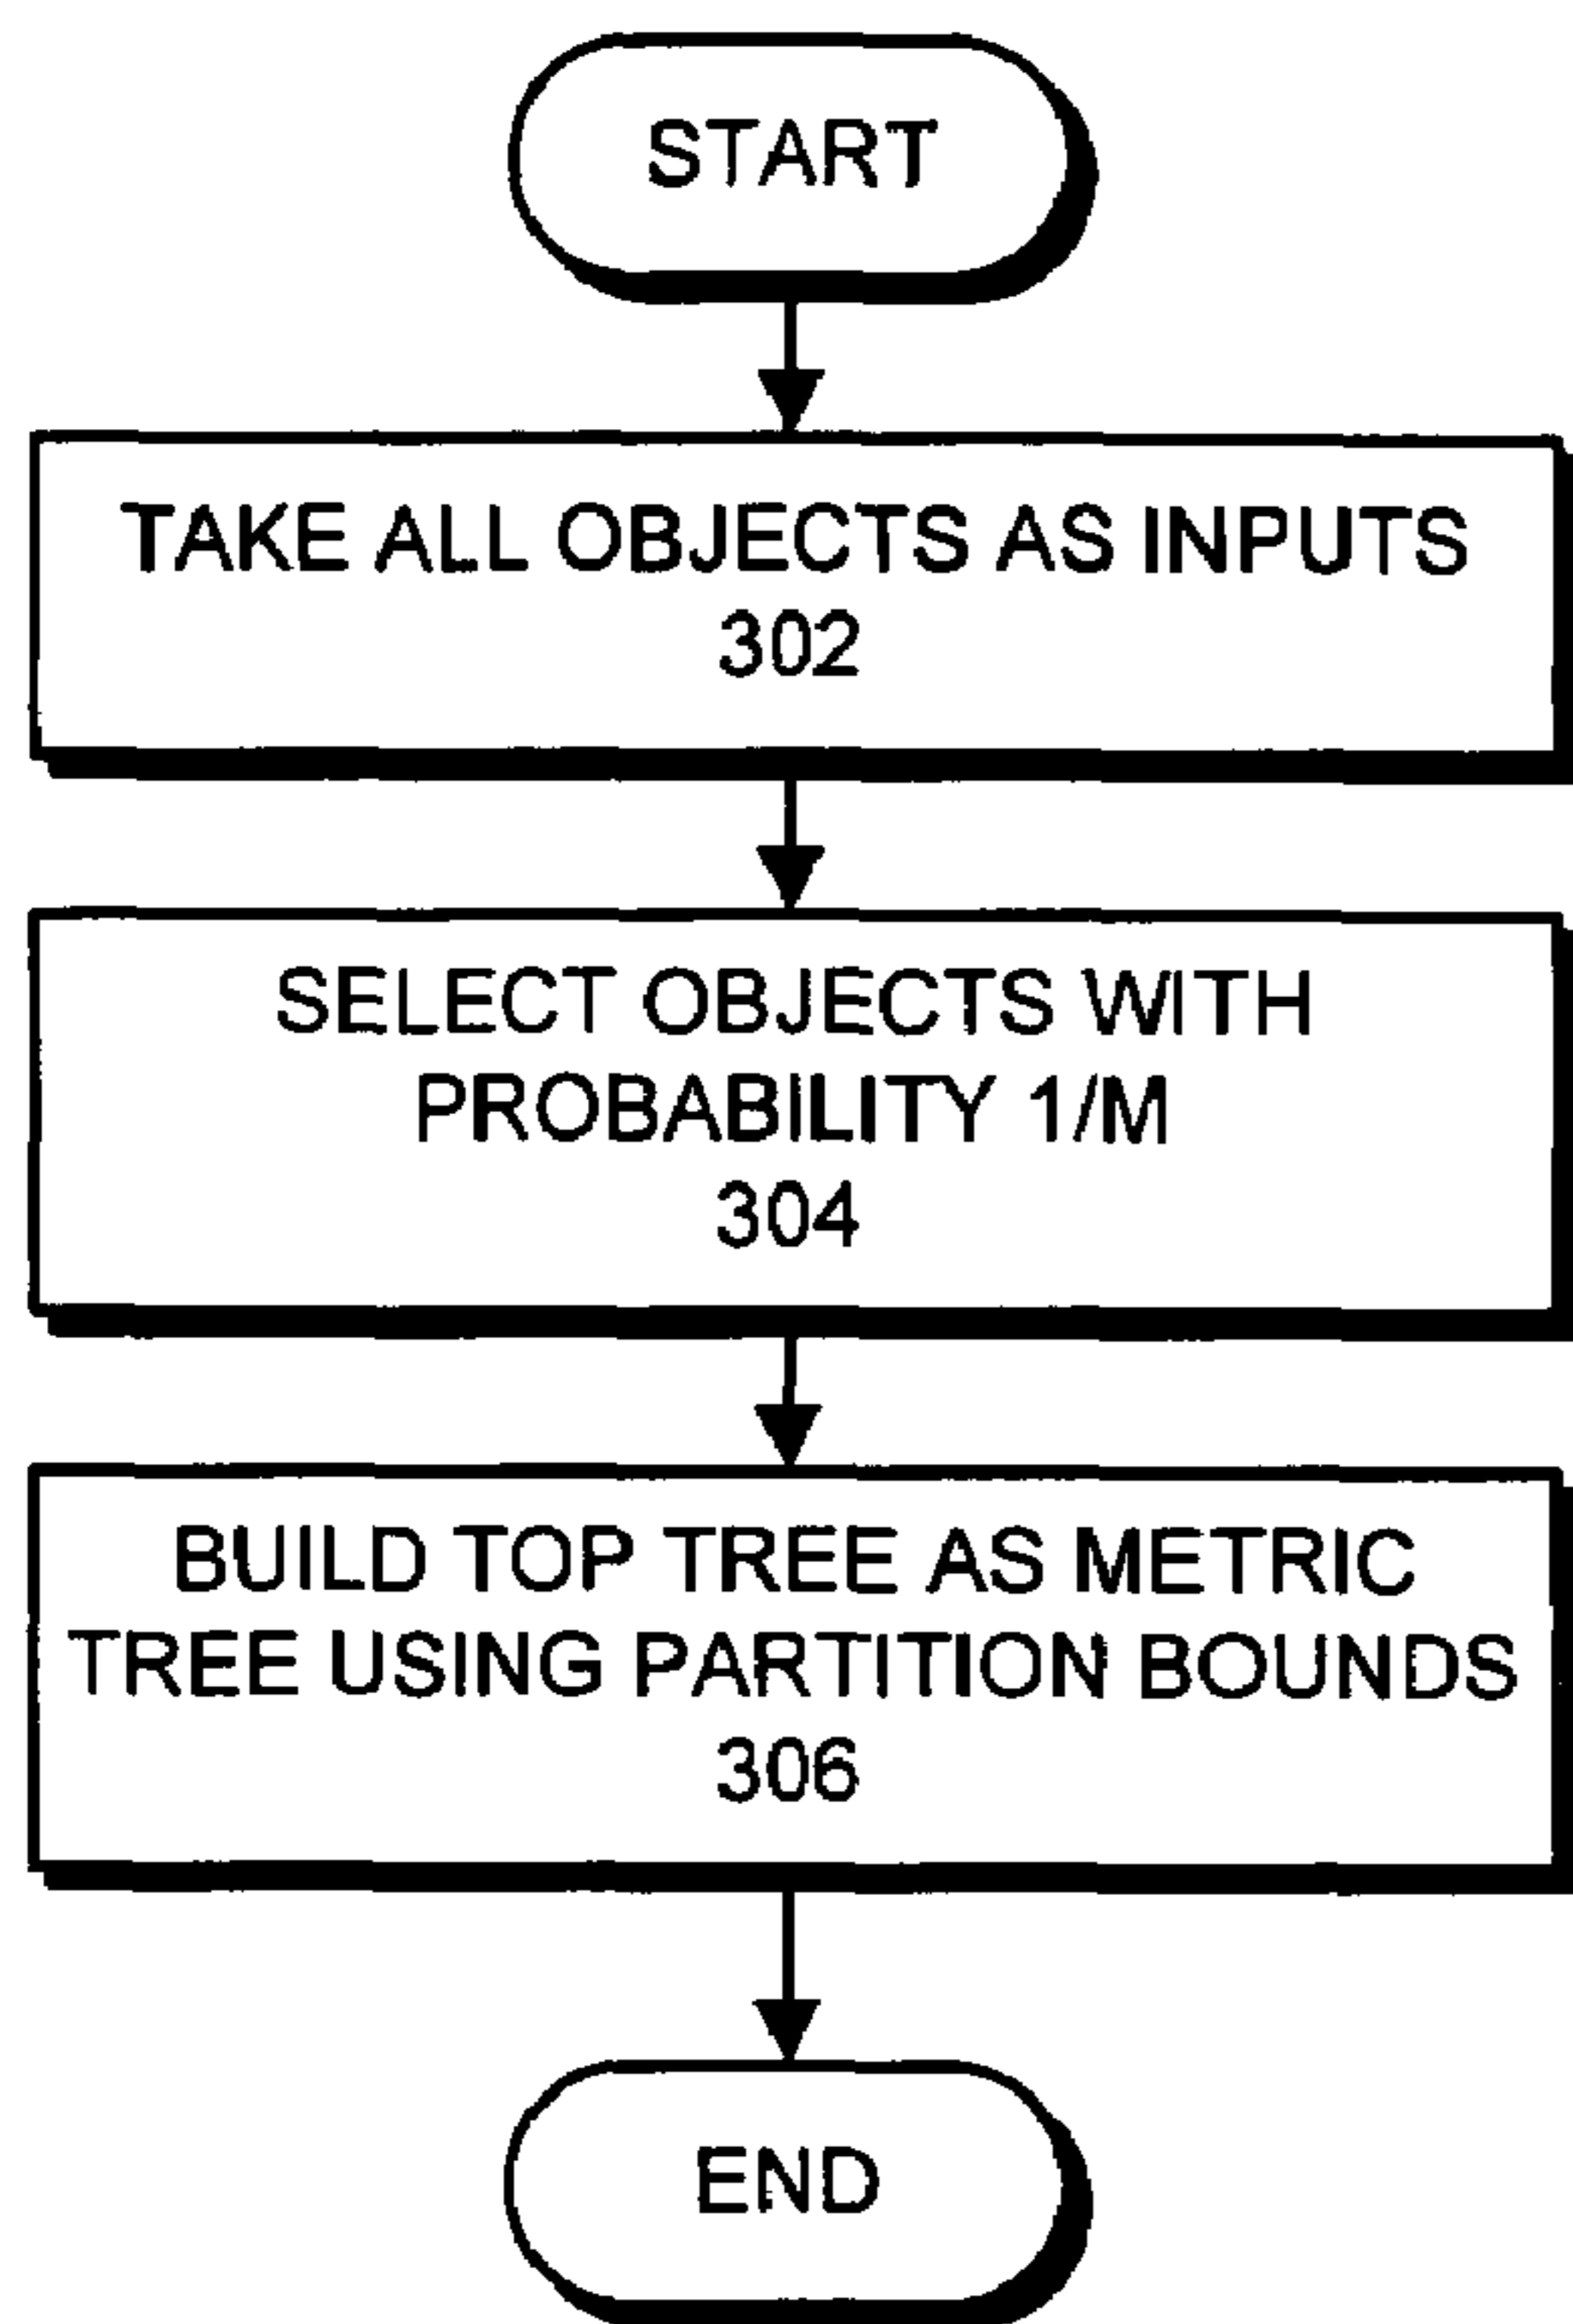 START
TAKE ALL OBJECTS AS INPUTS
302
SELECT OBJECTS WITH
PROBABILITY 1/M
304
BUILD TOP TREE AS METRIC
TREE USING PARTITION BOUNDS
306
END